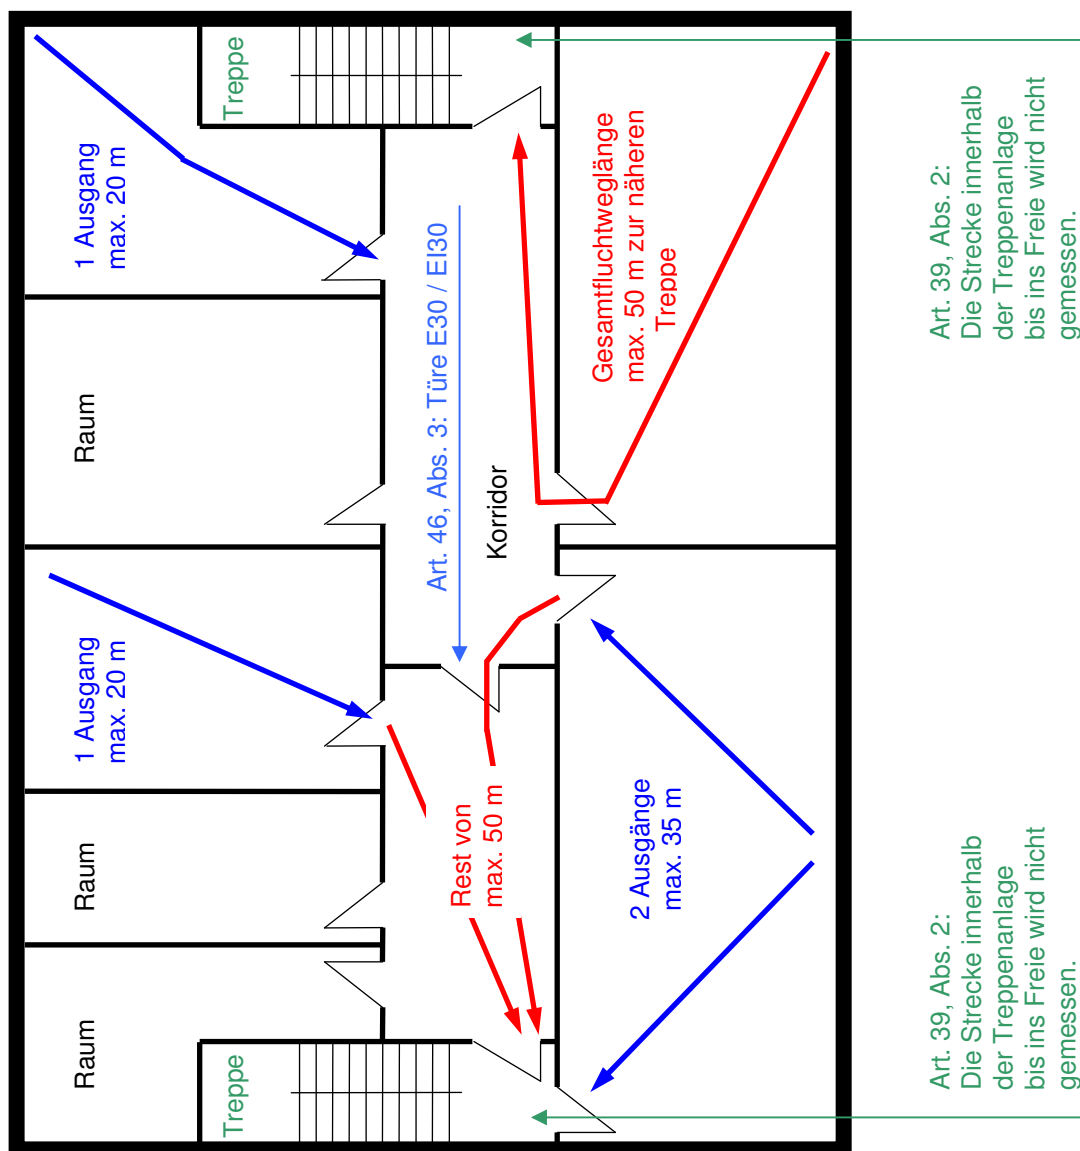 Treppe
1 Ausgang
max. 20 m
Raum
1 Ausgang
max. 20 m
Raum
Raum
Treppe
Art. 46, Abs. 3: Türe E30 / EI30
Korridor
Gesamtfluchtweglänge
max. 50 m zur näheren
Treppe
Rest von
max. 50 m
2 Ausgänge
max. 35 m
Art. 39, Abs. 2:
Die Strecke innerhalb
der Treppenanlage
bis ins Freie wird nicht
gemessen.
Art. 39, Abs. 2:
Die Strecke innerhalb
der Treppenanlage
bis ins Freie wird nicht
gemessen.